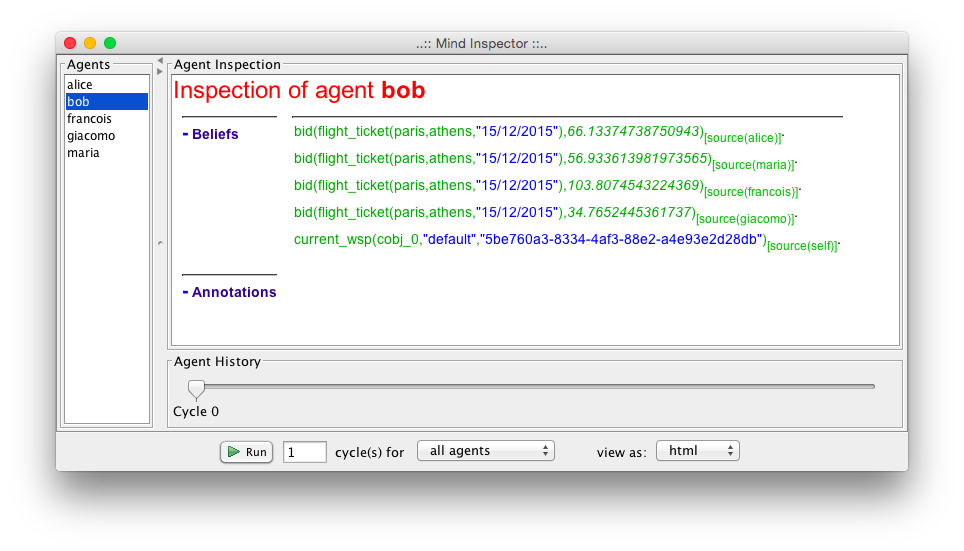 ..:: Mind Inspector ::..
Agents
alice
bob
francois
giacomo
maria
Agent Inspection
Inspection of agent bob
- Beliefs
bid(flight_ticket(paris,athens,"15/12/2015"),66.13374738750943)[source(alice)].
bid(flight_ticket(paris,athens,"15/12/2015"),56.933613981973565)[source(maria)].
bid(flight_ticket(paris,athens,"15/12/2015"),103.8074543224369)[source(francois)].
bid(flight_ticket(paris,athens,"15/12/2015"),34.7652445361737)[source(giacomo)].
current_wsp(cobj_0,"default","5be760a3-8334-4af3-88e2-a4e93e2d28db")[source(self)].
- Annotations
Agent History
Cycle 0
Run 1 cycle(s) for all agents view as: html